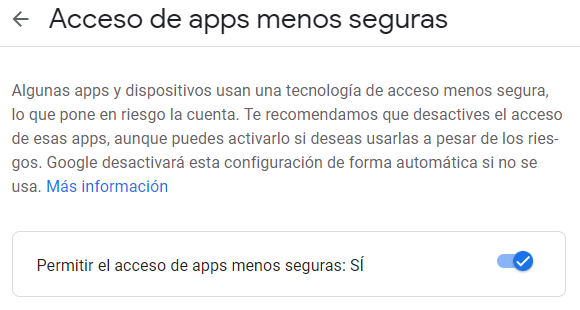 Acceso de apps menos seguras
Algunas apps y dispositivos usan una tecnología de acceso menos segura,
lo que pone en riesgo la cuenta. Te recomendamos que desactives el acceso
de esas apps, aunque puedes activarlo si deseas usarlas a pesar de los ries-
gos. Google desactivará esta configuración de forma automática si no se
usa. Más información
Permitir el acceso de apps menos seguras: SÍ